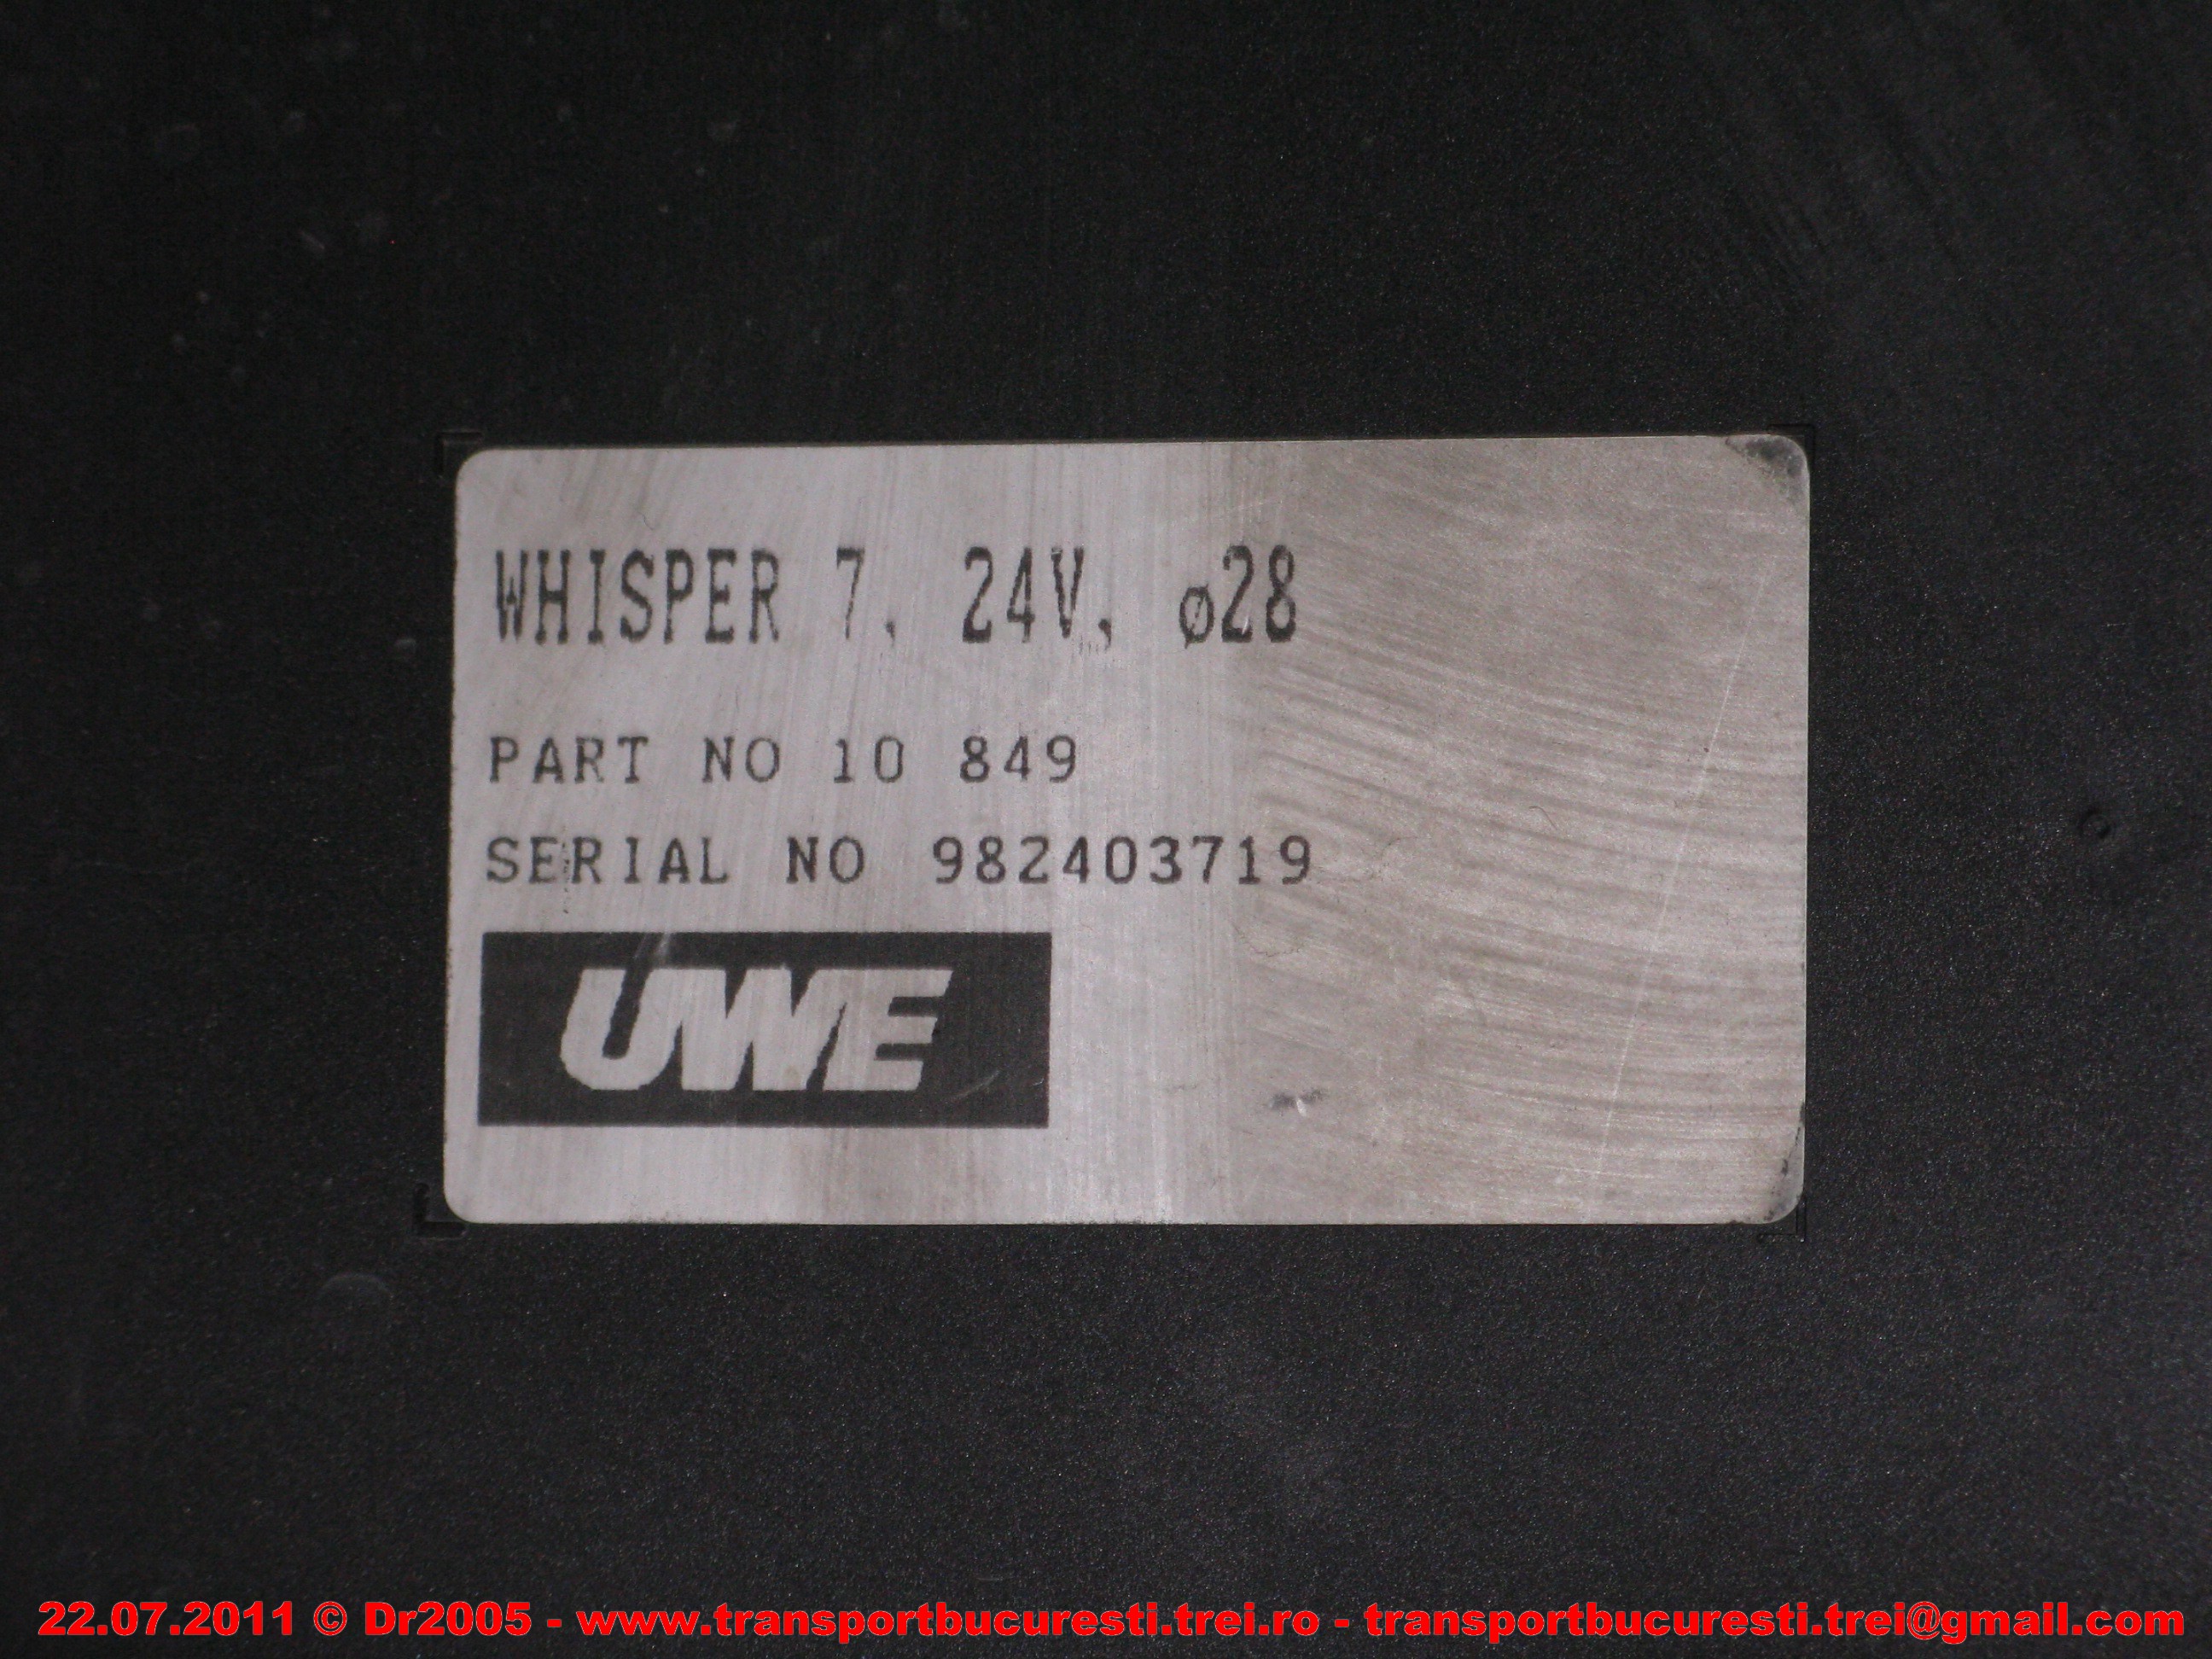 WHISPER 7, 24V, ø28
PART NO 10 849
SERIAL NO 982403719
UWE
22.07.2011 © Dr2005 - www.transportbucuresti.trei.ro - transportbucuresti.trei@gmail.com